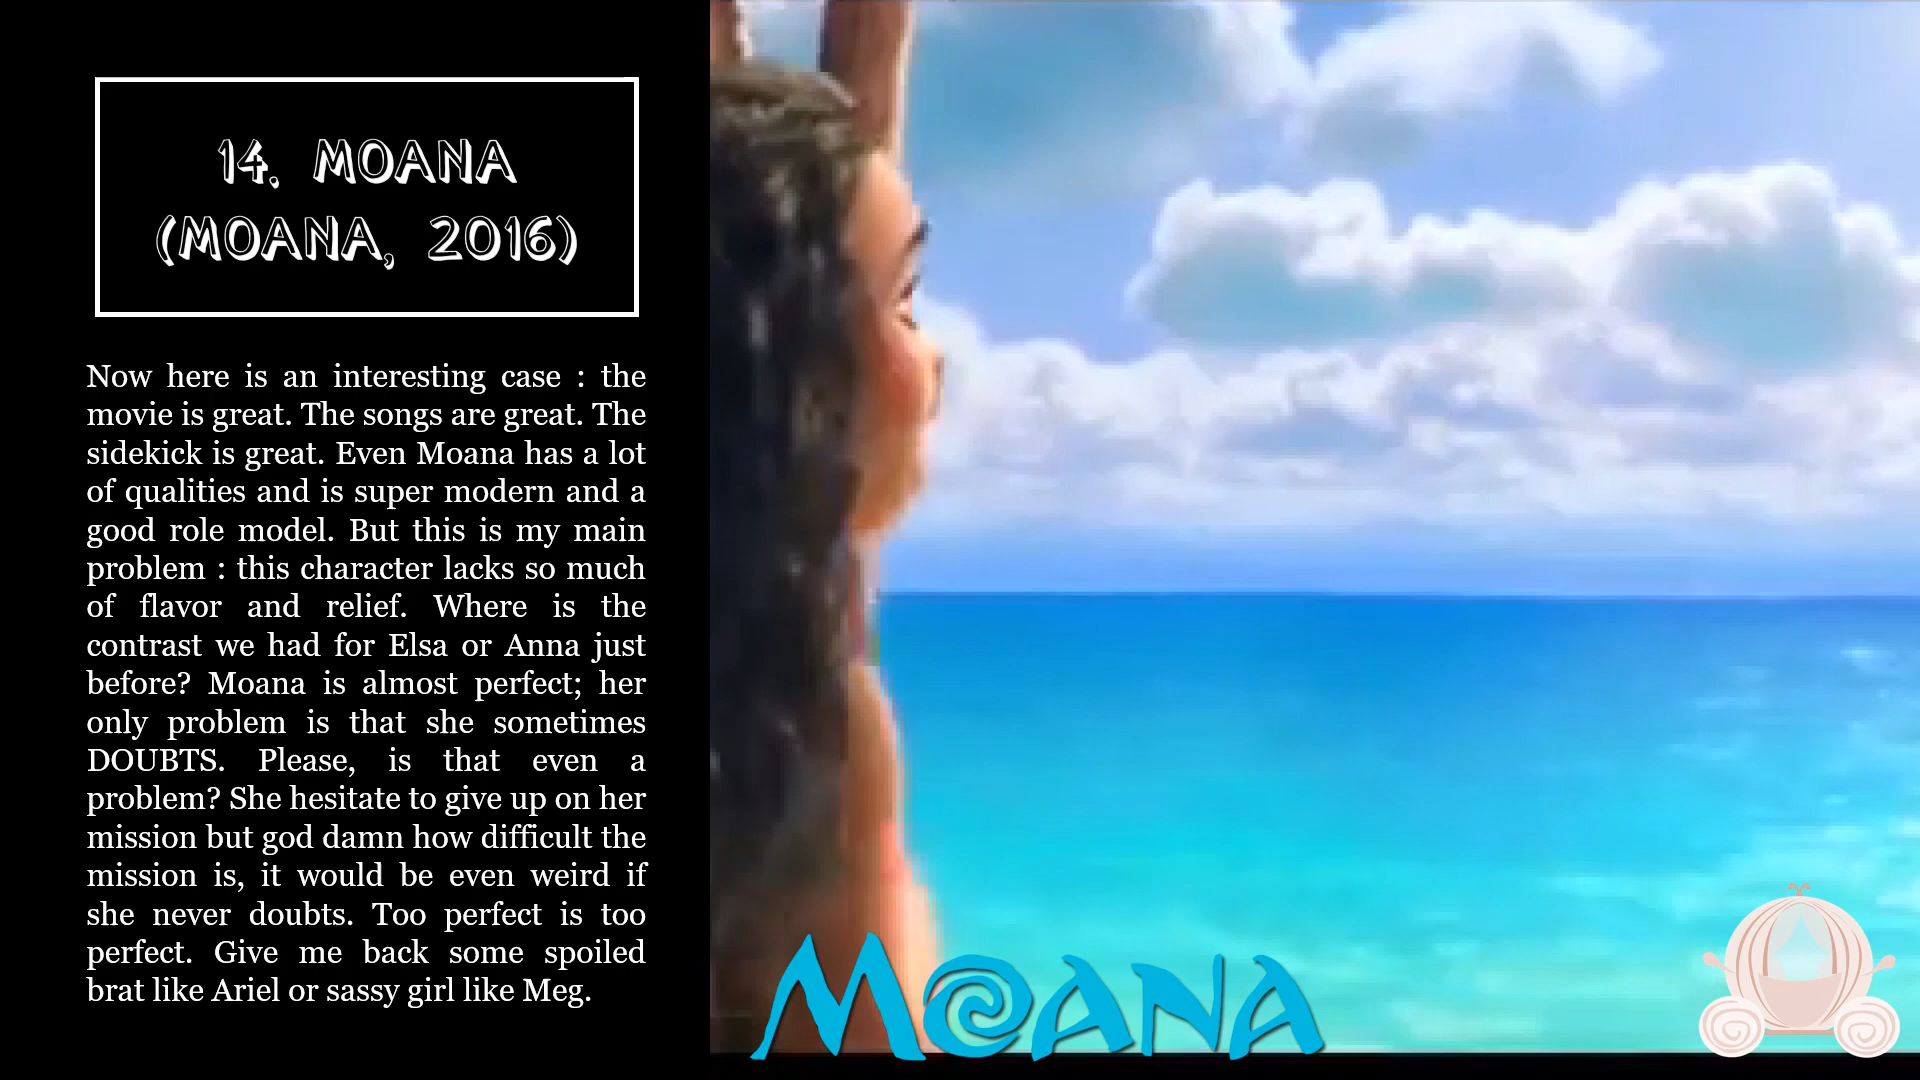 14. MOANA
(MOANA, 2016)
Now here is an interesting case : the
movie is great. The songs are great. The
sidekick is great. Even Moana has a lot
of qualities and is super modern and a
good role model. But this is my main
problem : this character lacks so much
of flavor and relief. Where is the
contrast we had for Elsa or Anna just
before? Moana is almost perfect; her
only problem is that she sometimes
DOUBTS. Please, is that even a
problem? She hesitate to give up on her
mission but god damn how difficult the
mission is, it would be even weird if
she never doubts. Too perfect is too
perfect. Give me back some spoiled
brat like Ariel or sassy girl like Meg.
MOANA